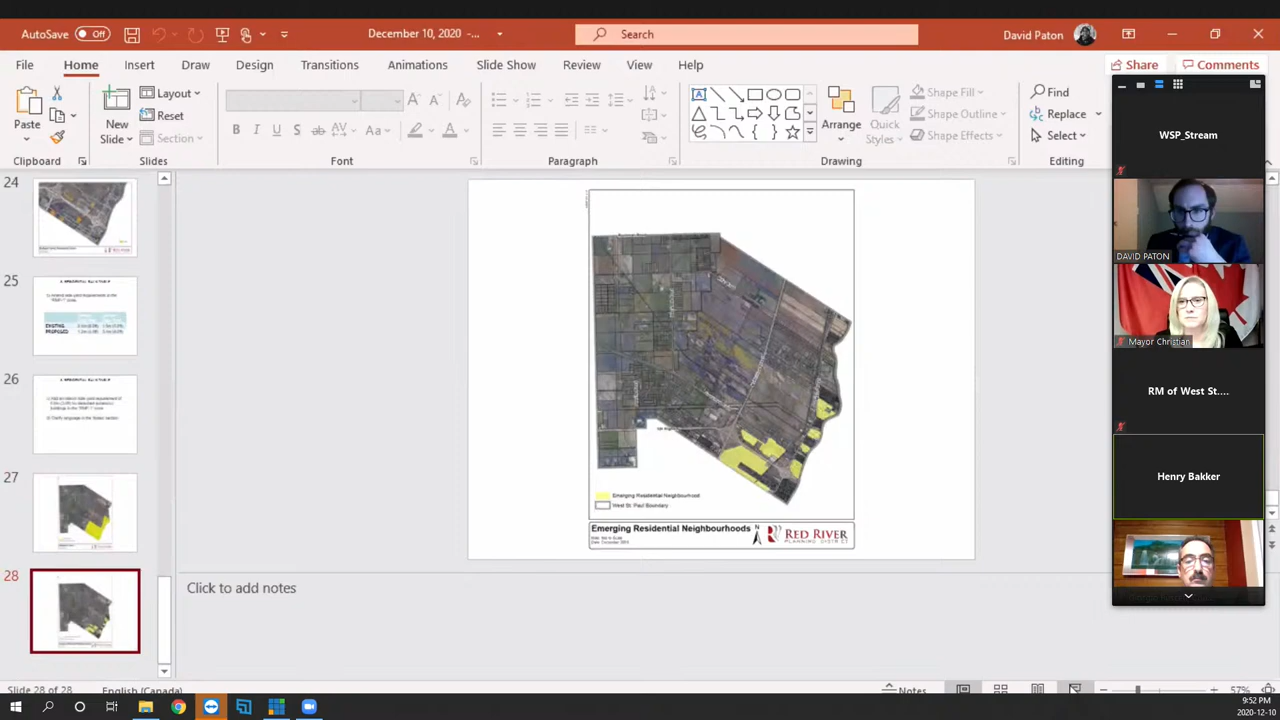 AutoSave Off
December 10, 2020 -...
Search
David Paton
File Home Insert Draw Design Transitions Animations Slide Show Review View Help
Share Comments
Paste
New Slide
Layout
Reset
Section
Aa
Arrange
Quick Styles
Shape Fill
Shape Outline
Shape Effects
Find
Replace
Select
Clipboard Slides Font Paragraph Drawing Editing
24
25
26
27
28
EXISTING
PROPOSED
Emerging Residential Neighbourhood
West St. Paul Boundary
Emerging Residential Neighbourhoods
N
RED RIVER
PLANNING DISTRICT
Click to add notes
WSP_Stream
DAVID PATON
Mayor Christian
RM of West St....
Henry Bakker
Slide 28 of 28
English (Canada)
Notes
57%
9:52 PM
2020-12-10